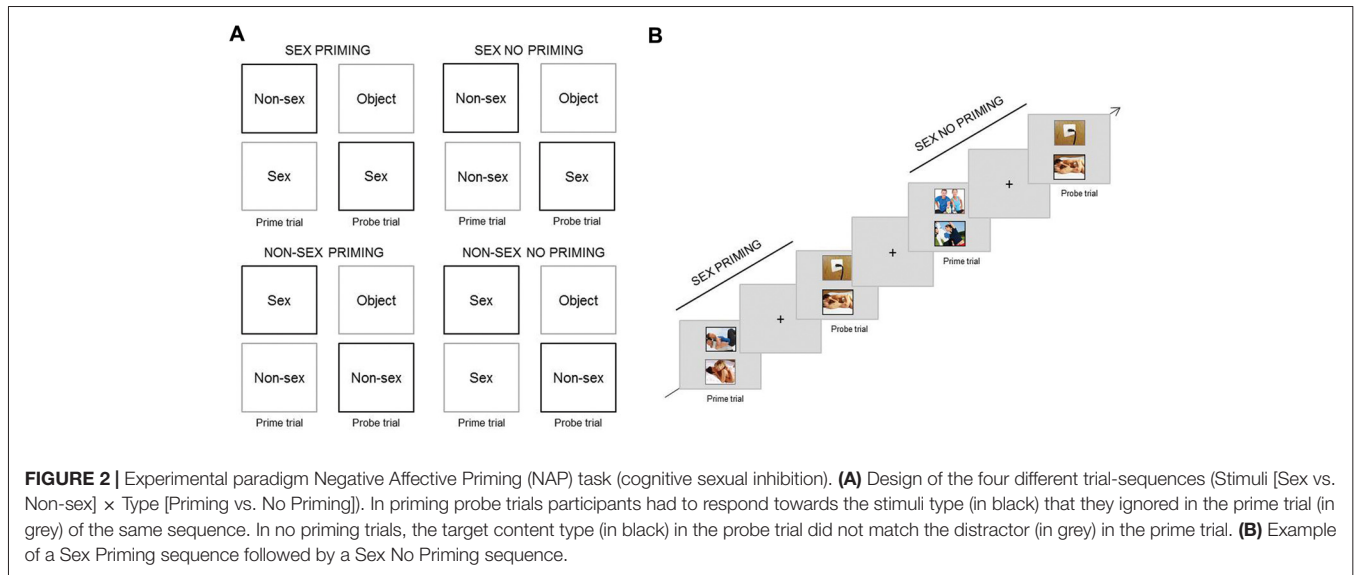 A
SEX PRIMING
SEX NO PRIMING
Non-sex
Object
Non-sex
Object
Sex
Sex
Non-sex
Sex
Prime trial
Probe trial
Prime trial
Probe trial
NON-SEX PRIMING
NON-SEX NO PRIMING
Sex
Object
Sex
Object
Non-sex
Non-sex
Sex
Non-sex
Prime trial
Probe trial
Prime trial
Probe trial
B
SEX PRIMING
SEX NO PRIMING
Prime trial
+
Probe trial
+
Prime trial
+
Probe trial
FIGURE 2 | Experimental paradigm Negative Affective Priming (NAP) task (cognitive sexual inhibition). (A) Design of the four different trial-sequences (Stimuli [Sex vs.
Non-sex] × Type [Priming vs. No Priming]). In priming probe trials participants had to respond towards the stimuli type (in black) that they ignored in the prime trial (in
grey) of the same sequence. In no priming trials, the target content type (in black) in the probe trial did not match the distractor (in grey) in the prime trial. (B) Example
of a Sex Priming sequence followed by a Sex No Priming sequence.